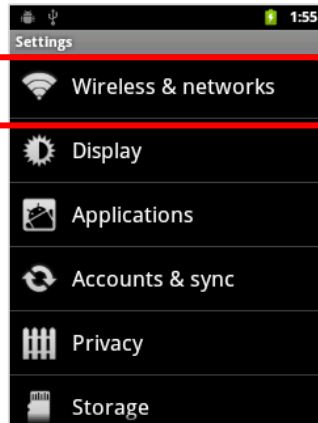 1:55
Settings
Wireless & networks
Display
Applications
Accounts & sync
Privacy
Storage